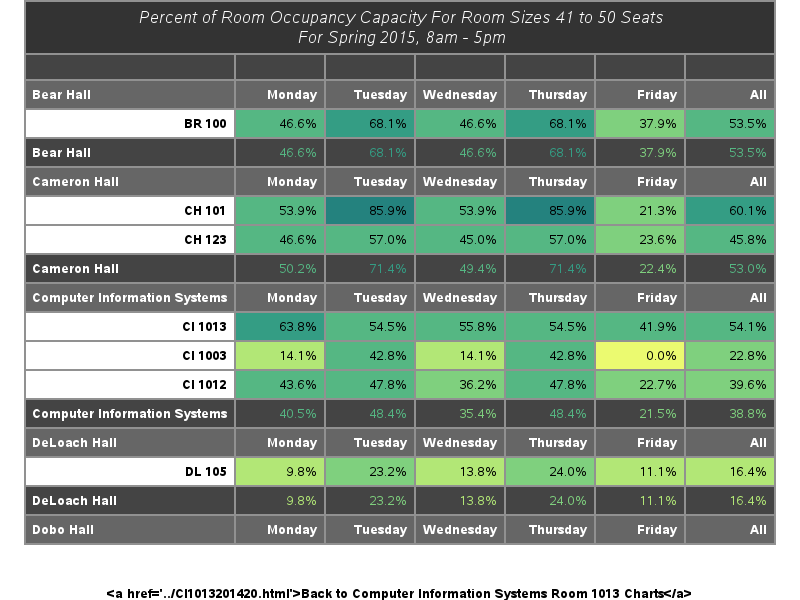 Percent of Room Occupancy Capacity For Room Sizes 41 to 50 Seats
For Spring 2015, 8am - 5pm
Bear Hall Monday Tuesday Wednesday Thursday Friday All
BR 100 46.6% 68.1% 46.6% 68.1% 37.9% 53.5%
Bear Hall 46.6% 68.1% 46.6% 68.1% 37.9% 53.5%
Cameron Hall Monday Tuesday Wednesday Thursday Friday All
CH 101 53.9% 85.9% 53.9% 85.9% 21.3% 60.1%
CH 123 46.6% 57.0% 45.0% 57.0% 23.6% 45.8%
Cameron Hall 50.2% 71.4% 49.4% 71.4% 22.4% 53.0%
Computer Information Systems Monday Tuesday Wednesday Thursday Friday All
CI 1013 63.8% 54.5% 55.8% 54.5% 41.9% 54.1%
CI 1003 14.1% 42.8% 14.1% 42.8% 0.0% 22.8%
CI 1012 43.6% 47.8% 36.2% 47.8% 22.7% 39.6%
Computer Information Systems 40.5% 48.4% 35.4% 48.4% 21.5% 38.8%
DeLoach Hall Monday Tuesday Wednesday Thursday Friday All
DL 105 9.8% 23.2% 13.8% 24.0% 11.1% 16.4%
DeLoach Hall 9.8% 23.2% 13.8% 24.0% 11.1% 16.4%
Dobo Hall Monday Tuesday Wednesday Thursday Friday All
&lt;a href='../CI1013201420.html'&gt;Back to Computer Information Systems Room 1013 Charts&lt;/a&gt;